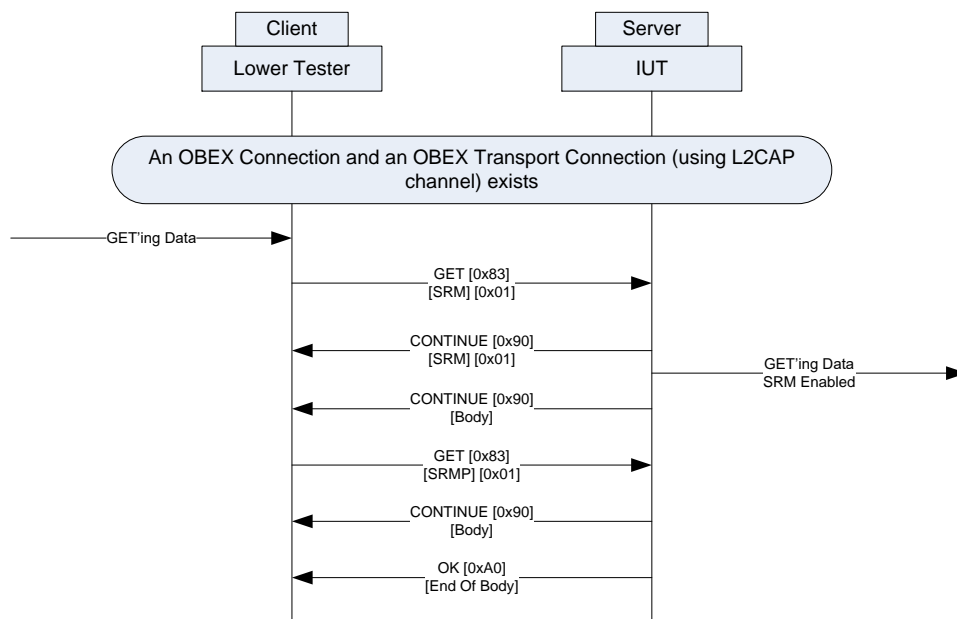 Client
Server
Lower Tester
IUT
An OBEX Connection and an OBEX Transport Connection (using L2CAP
channel) exists
GET'ing Data
GET [0x83]
[SRM] [0x01]
CONTINUE [0x90]
[SRM] [0x01]
GET'ing Data
SRM Enabled
CONTINUE [0x90]
[Body]
GET [0x83]
[SRMP] [0x01]
CONTINUE [0x90]
[Body]
OK [0xA0]
[End Of Body]